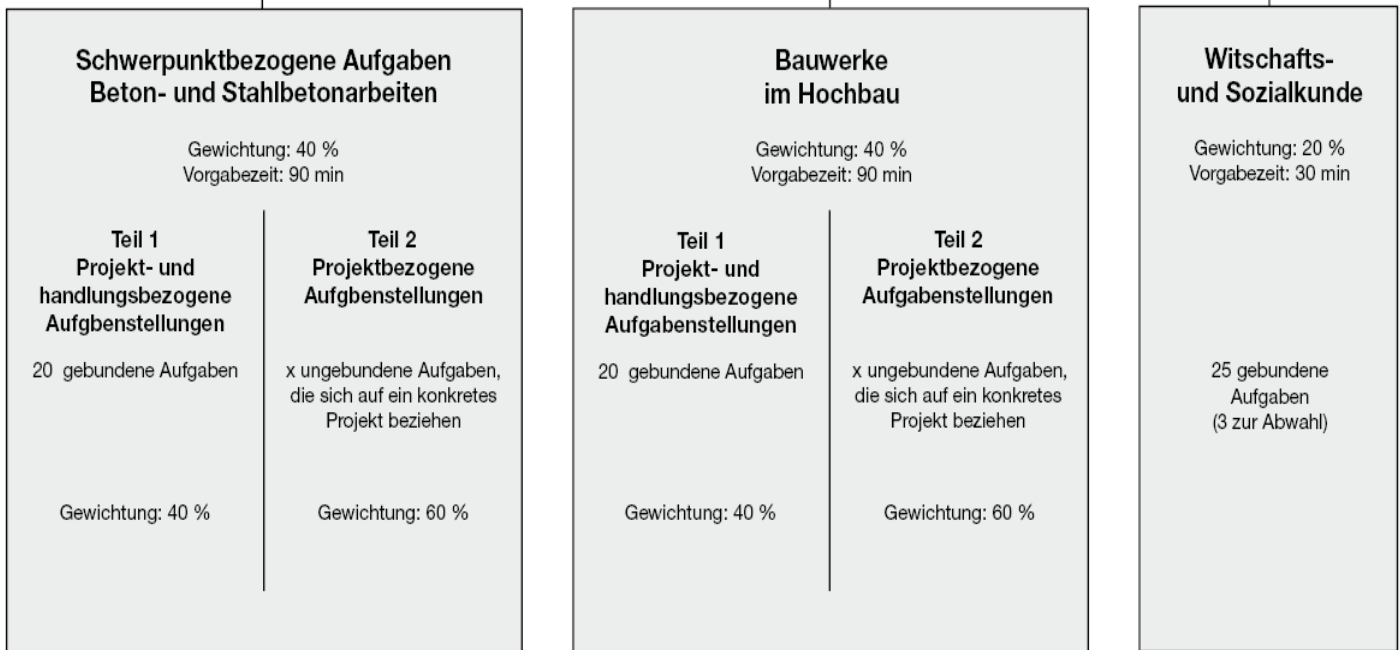 Schwerpunktbezogene Aufgaben
Beton- und Stahlbetonarbeiten
Gewichtung: 40 %
Vorgabezeit: 90 min
Teil 1
Projekt- und
handlungsbezogene
Aufgbenstellungen
20 gebundene Aufgaben
Gewichtung: 40 %
Teil 2
Projektbezogene
Aufgbenstellungen
x ungebundene Aufgaben,
die sich auf ein konkretes
Projekt beziehen
Gewichtung: 60 %
Bauwerke
im Hochbau
Gewichtung: 40 %
Vorgabezeit: 90 min
Teil 1
Projekt- und
handlungsbezogene
Aufgabenstellungen
20 gebundene Aufgaben
Gewichtung: 40 %
Teil 2
Projektbezogene
Aufgabenstellungen
x ungebundene Aufgaben,
die sich auf ein konkretes
Projekt beziehen
Gewichtung: 60 %
Witschafts-
und Sozialkunde
Gewichtung: 20 %
Vorgabezeit: 30 min
25 gebundene
Aufgaben
(3 zur Abwahl)